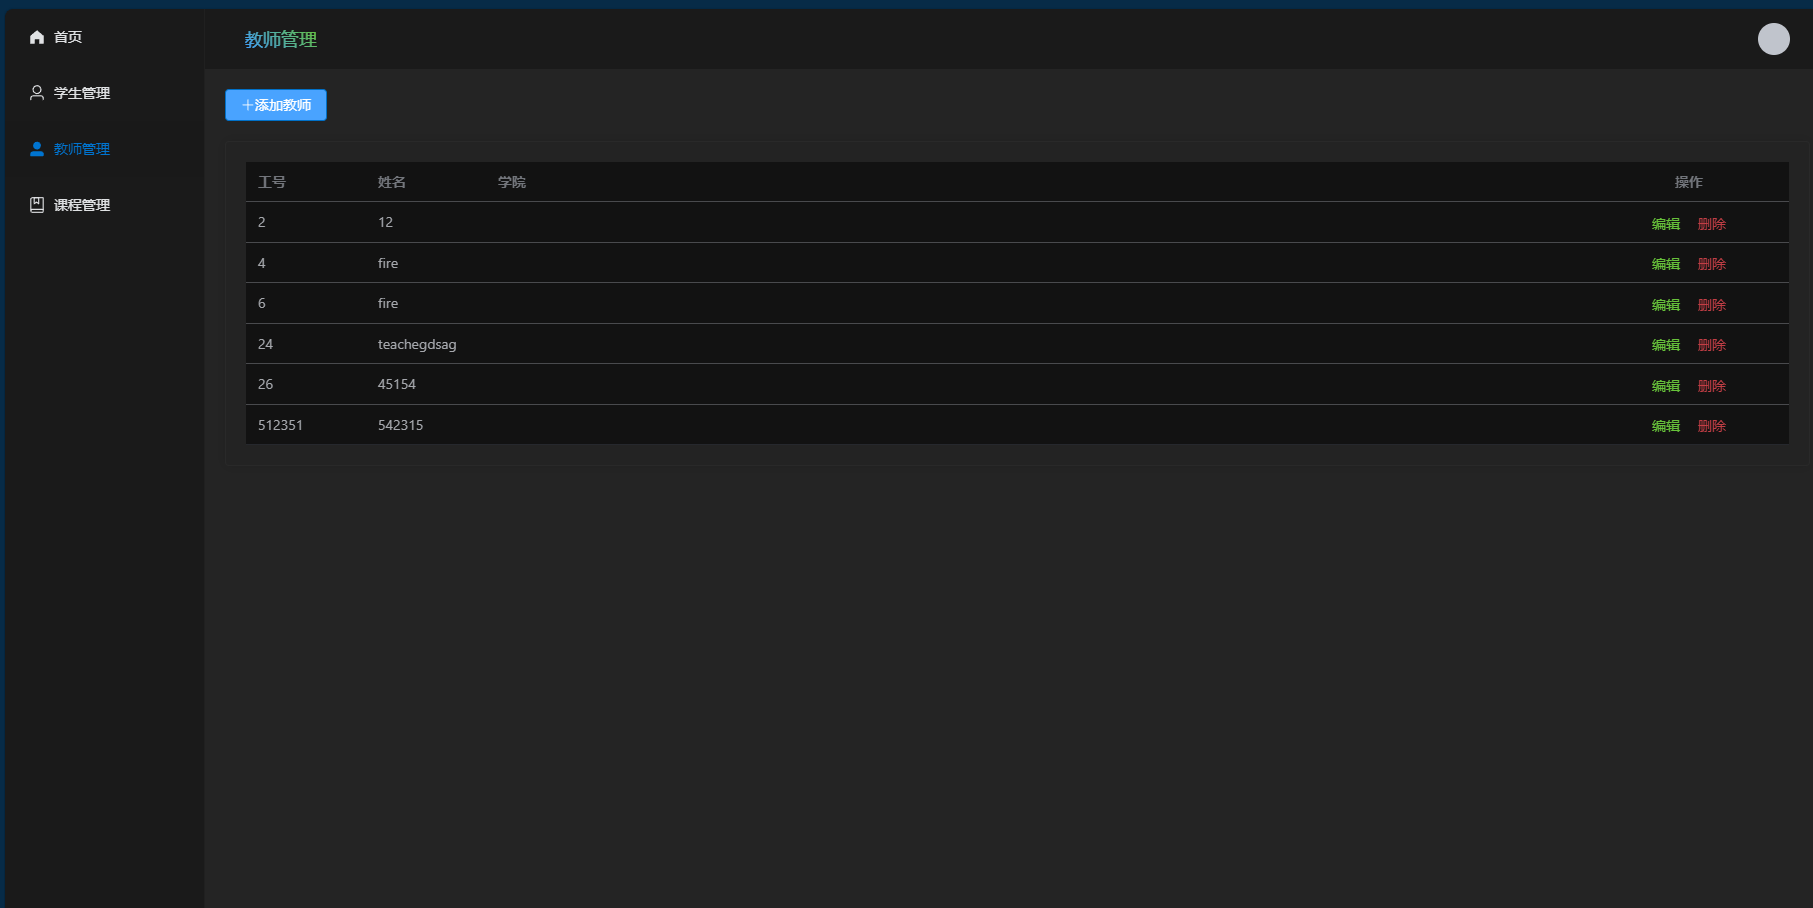 首页
学生管理
教师管理
课程管理
教师管理
+添加教师
工号 姓名 学院 操作
2 12 编辑 删除
4 fire 编辑 删除
6 fire 编辑 删除
24 teachegdsag 编辑 删除
26 45154 编辑 删除
512351 542315 编辑 删除